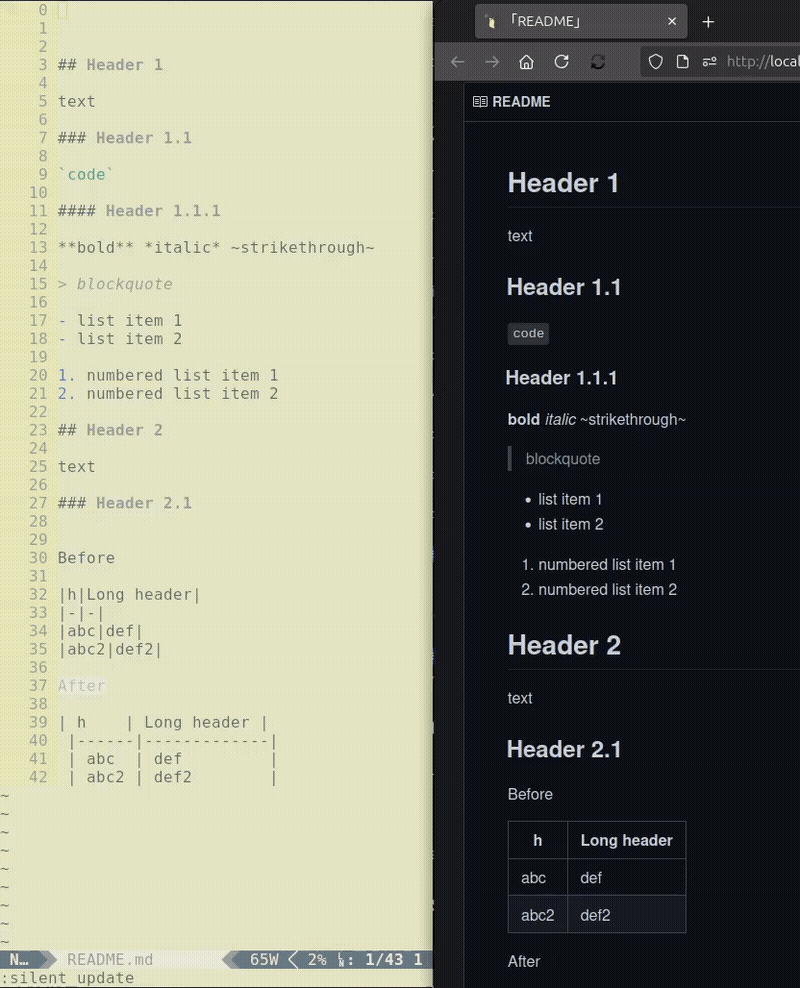 0
1
2
3 ## Header 1
4
5 text
6
7 ### Header 1.1
8
9 `code`
10
11 #### Header 1.1.1
12
13 **bold** *italic* ~strikethrough~
14
15 > blockquote
16
17 - list item 1
18 - list item 2
19
20 1. numbered list item 1
21 2. numbered list item 2
22
23 ## Header 2
24
25 text
26
27 ### Header 2.1
28
29
30 Before
31
32 |h|Long header|
33 |-|-|
34 |abc|def|
35 |abc2|def2|
36
37 After
38
39 | h    | Long header |
40  |------|-------------|
41  | abc  | def         |
42  | abc2 | def2        |
~
~
~
~
~
~
~
~
~
N… README.md 65W 2% ㏑: 1/43 1
:silent update
「README」
http://local
README
Header 1
text
Header 1.1
code
Header 1.1.1
bold italic ~strikethrough~
blockquote
• list item 1
• list item 2
1. numbered list item 1
2. numbered list item 2
Header 2
text
Header 2.1
Before
h Long header
abc def
abc2 def2
After